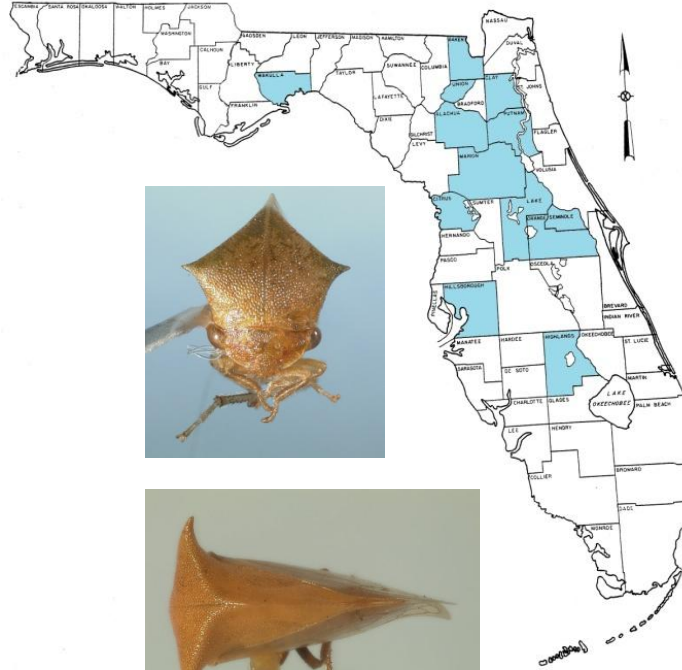 ESCAMBIA
SANTA ROSA
OKALOOSA
WALTON
HOLMES
JACKSON
WASHINGTON
BAY
CALHOUN
GULF
GADSDEN
LIBERTY
FRANKLIN
LEON
WAKULLA
JEFFERSON
MADISON
TAYLOR
HAMILTON
SUWANNEE
LAFAYETTE
DIXIE
COLUMBIA
GILCHRIST
LEVY
BAKER
UNION
BRADFORD
ALACHUA
MARION
NASSAU
DUVAL
CLAY
ST. JOHNS
PUTNAM
FLAGLER
VOLUSIA
CITRUS
SUMTER
LAKE
ORANGE
SEMINOLE
HERNANDO
PASCO
POLK
OSCEOLA
PINELLAS
HILLSBOROUGH
BREVARD
INDIAN RIVER
MANATEE
HARDEE
HIGHLANDS
OKEECHOBEE
ST. LUCIE
SARASOTA
DE SOTO
MARTIN
CHARLOTTE
GLADES
LAKE
OKEECHOBEE
PALM BEACH
LEE
HENDRY
COLLIER
BROWARD
DADE
MONROE